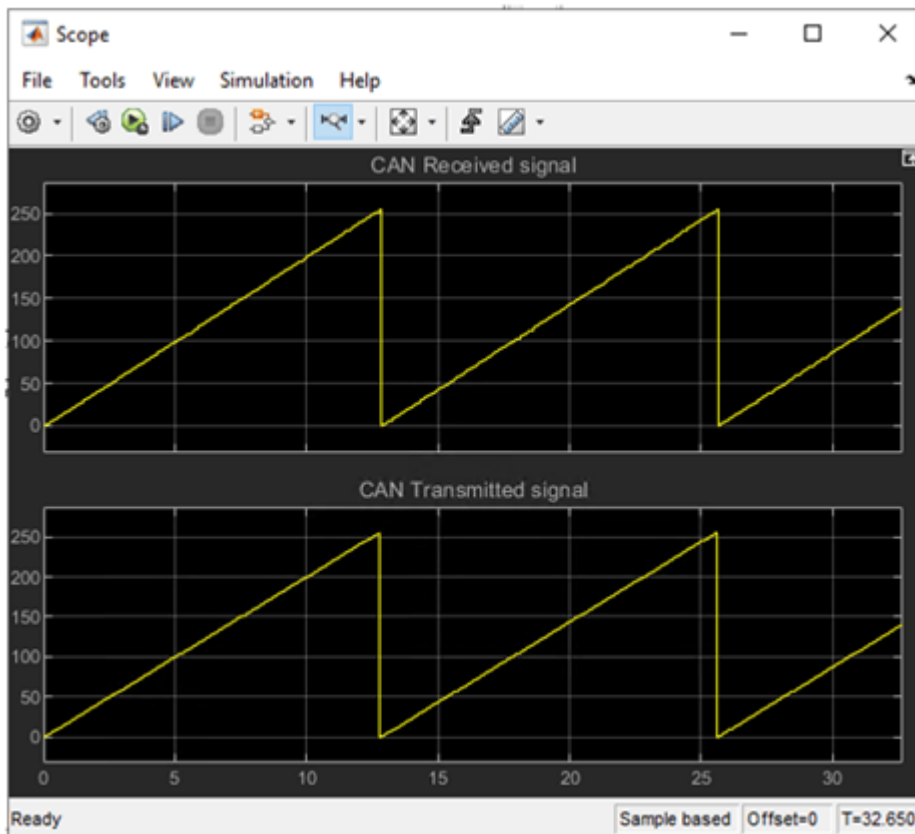 Scope
File Tools View Simulation Help
CAN Received signal
250
200
150
100
50
0
CAN Transmitted signal
250
200
150
100
50
0
0 5 10 15 20 25 30
Ready Sample based Offset=0 T=32.650